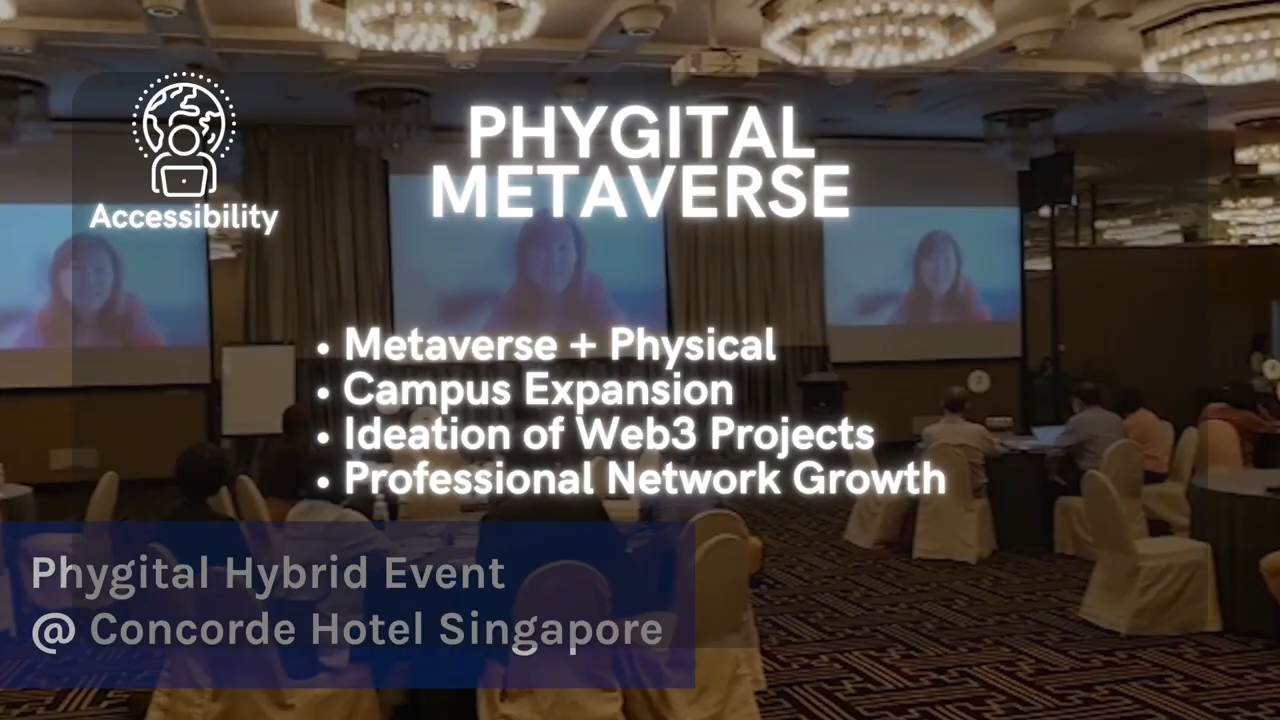 Accessibility
PHYGITAL
METAVERSE
• Metaverse + Physical
• Campus Expansion
• Ideation of Web3 Projects
• Professional Network Growth
Phygital Hybrid Event
@ Concorde Hotel Singapore